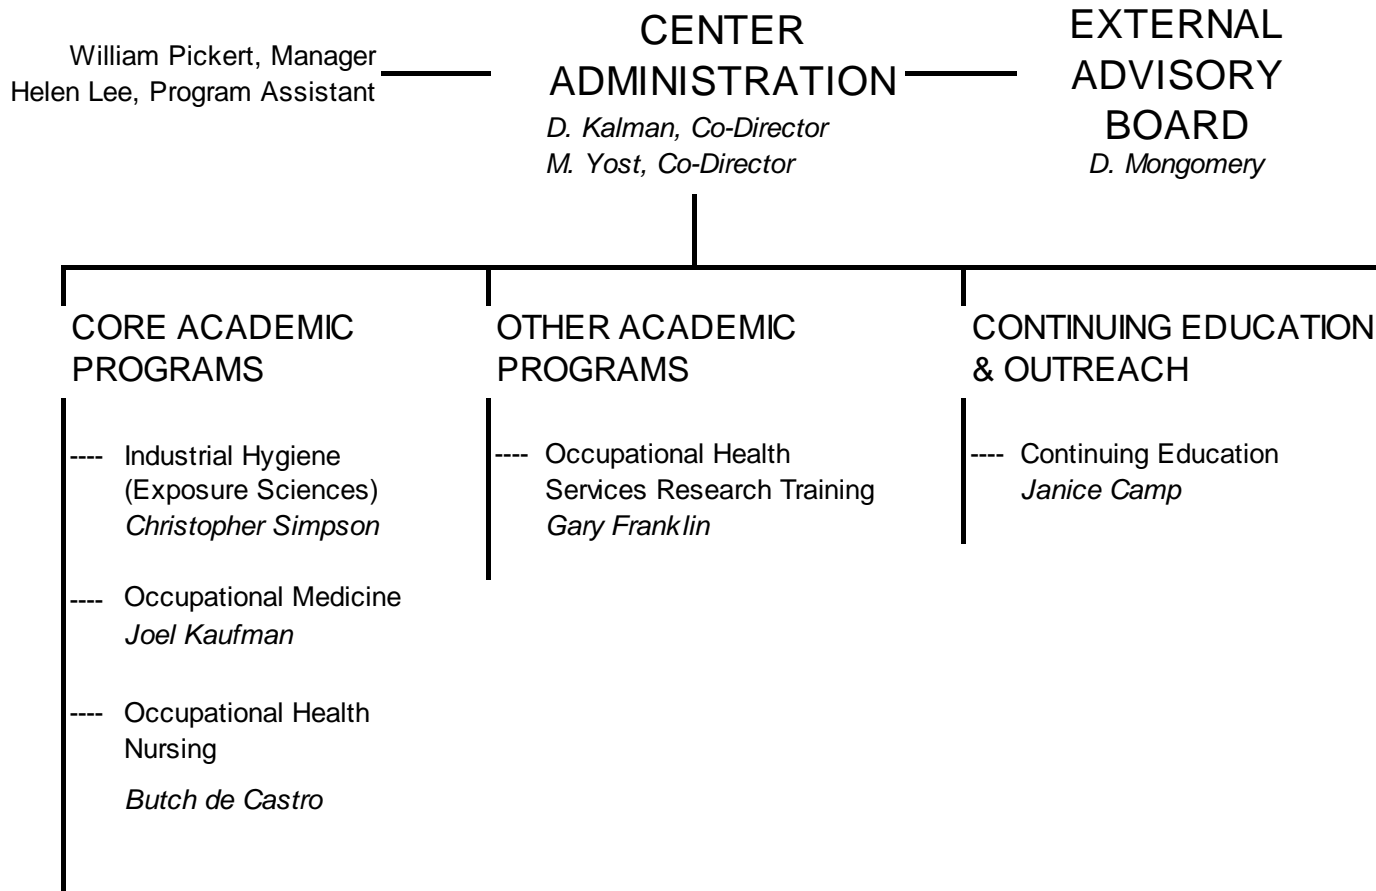 William Pickert, Manager
Helen Lee, Program Assistant
CENTER
ADMINISTRATION
D. Kalman, Co-Director
M. Yost, Co-Director
EXTERNAL
ADVISORY
BOARD
D. Mongomery
CORE ACADEMIC
PROGRAMS
---- Industrial Hygiene
(Exposure Sciences)
Christopher Simpson
---- Occupational Medicine
Joel Kaufman
---- Occupational Health
Nursing
Butch de Castro
OTHER ACADEMIC
PROGRAMS
---- Occupational Health
Services Research Training
Gary Franklin
CONTINUING EDUCATION
& OUTREACH
---- Continuing Education
Janice Camp